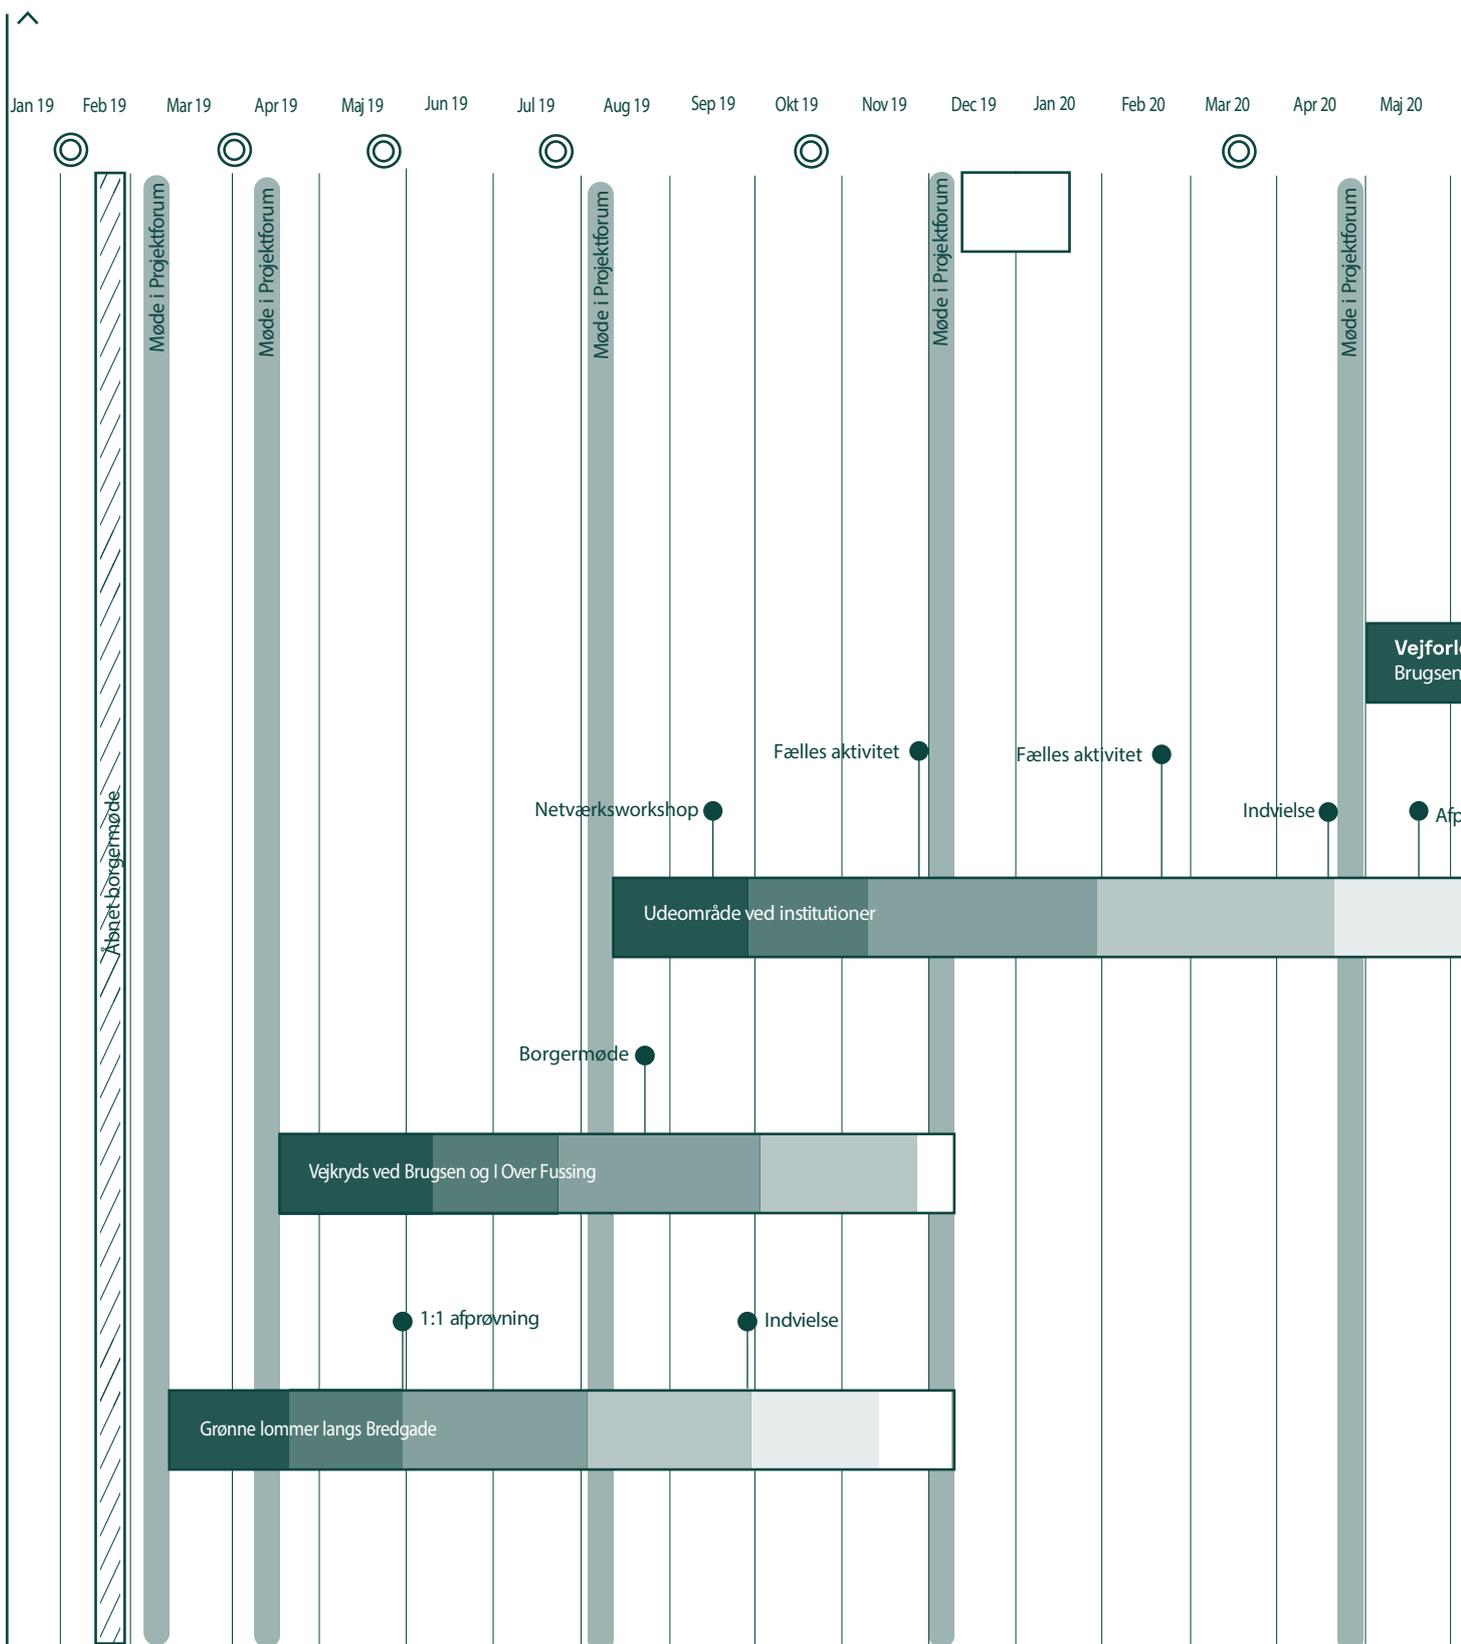 Jan 19
Feb 19
Mar 19
Apr 19
Maj 19
Jun 19
Jul 19
Aug 19
Sep 19
Okt 19
Nov 19
Dec 19
Jan 20
Feb 20
Mar 20
Apr 20
Maj 20
Møde i Projektforum
Møde i Projektforum
Møde i Projektforum
Møde i Projektforum
Møde i Projektforum
Åbnet borgermøde
Vejforl
Brugsen
Fælles aktivitet
Fælles aktivitet
Netværksworkshop
Indvielse
Afp
Udeområde ved institutioner
Borgermøde
Vejkryds ved Brugsen og I Over Fussing
1:1 afprøvning
Indvielse
Grønne lommer langs Bredgade